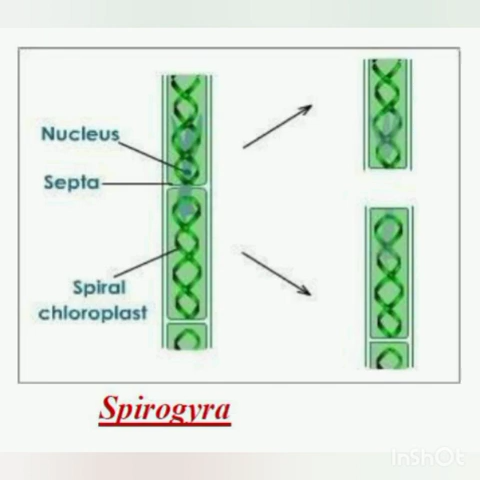 Nucleus
Septa
Spiral
chloroplast
Spirogyra
InShOt